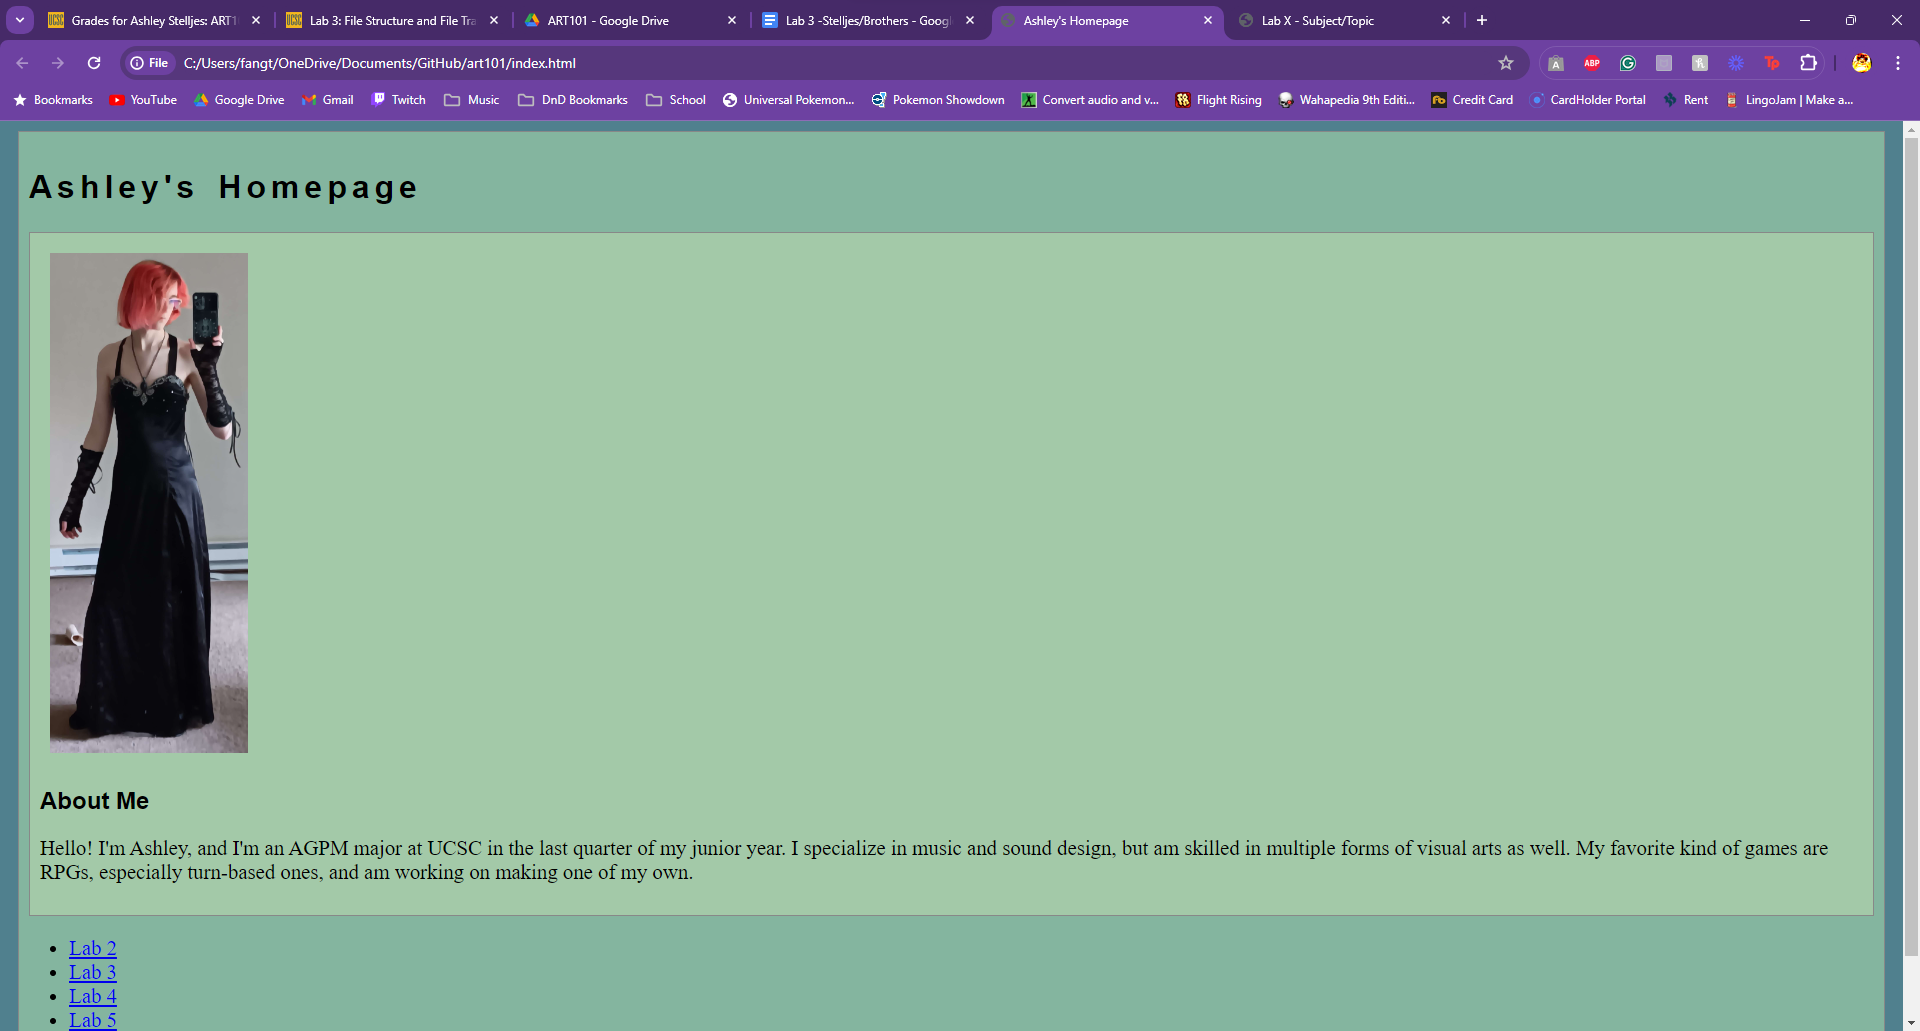 Grades for Ashley Stelljes: ART1
Lab 3: File Structure and File Tra
ART101 - Google Drive
Lab 3 -Stelljes/Brothers - Googl
Ashley's Homepage
Lab X - Subject/Topic
File C:/Users/fangt/OneDrive/Documents/GitHub/art101/index.html
Bookmarks YouTube Google Drive Gmail Twitch Music DnD Bookmarks School Universal Pokemon... Pokemon Showdown Convert audio and v... Flight Rising Wahapedia 9th Editi... Credit Card CardHolder Portal Rent LingoJam | Make a...
Ashley's Homepage
About Me
Hello! I'm Ashley, and I'm an AGPM major at UCSC in the last quarter of my junior year. I specialize in music and sound design, but am skilled in multiple forms of visual arts as well. My favorite kind of games are
RPGs, especially turn-based ones, and am working on making one of my own.
Lab 2
Lab 3
Lab 4
Lab 5